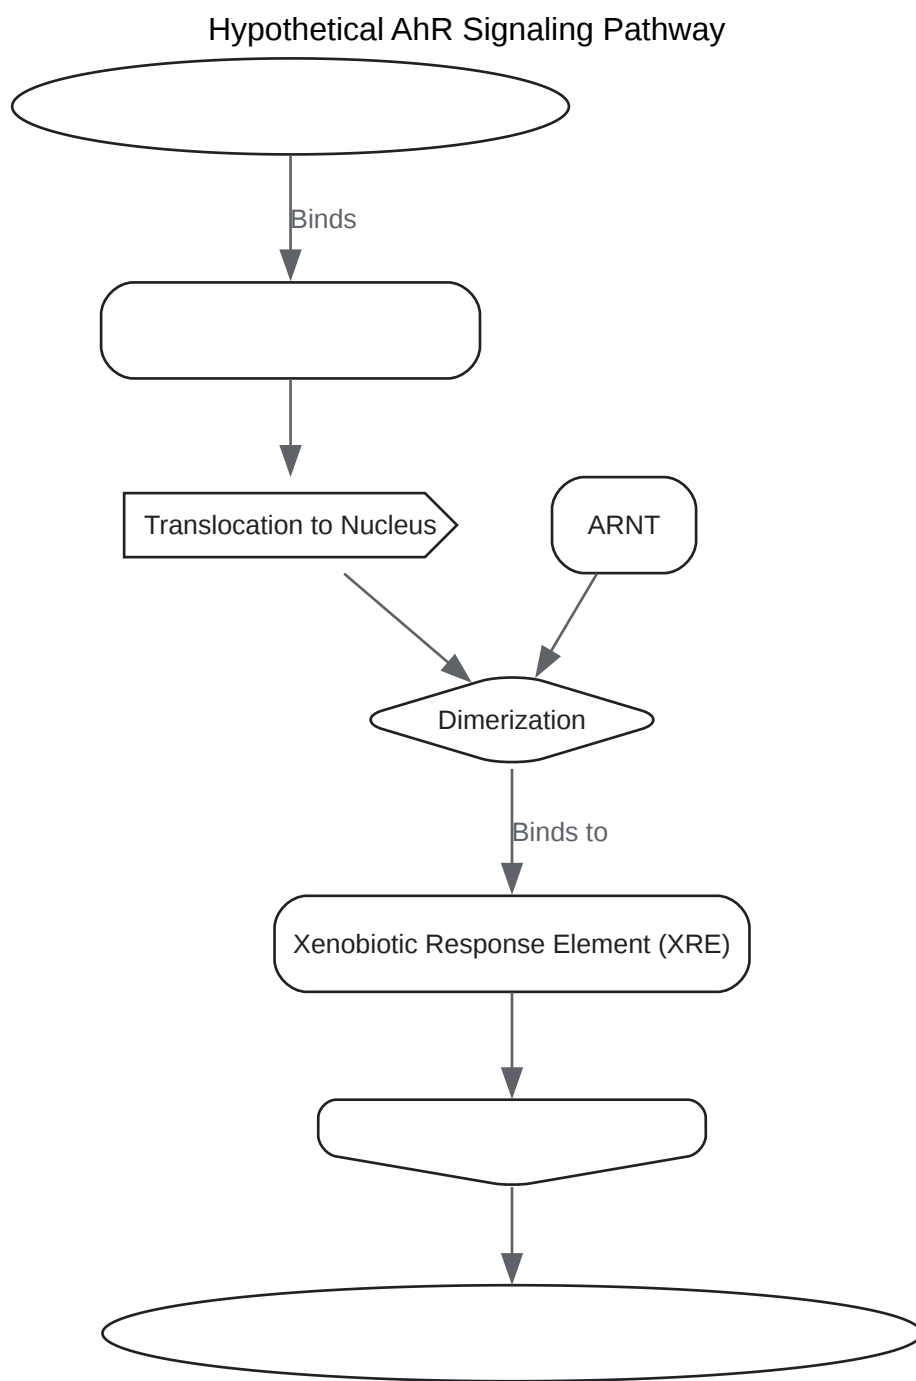 Hypothetical AhR Signaling Pathway
Binds
Translocation to Nucleus
ARNT
Dimerization
Binds to
Xenobiotic Response Element (XRE)